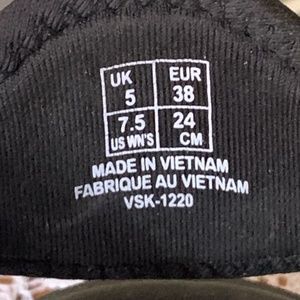 UK EUR
5 38
7.5 24
US WN'S CM
MADE IN VIETNAM
FABRIQUE AU VIETNAM
VSK-1220